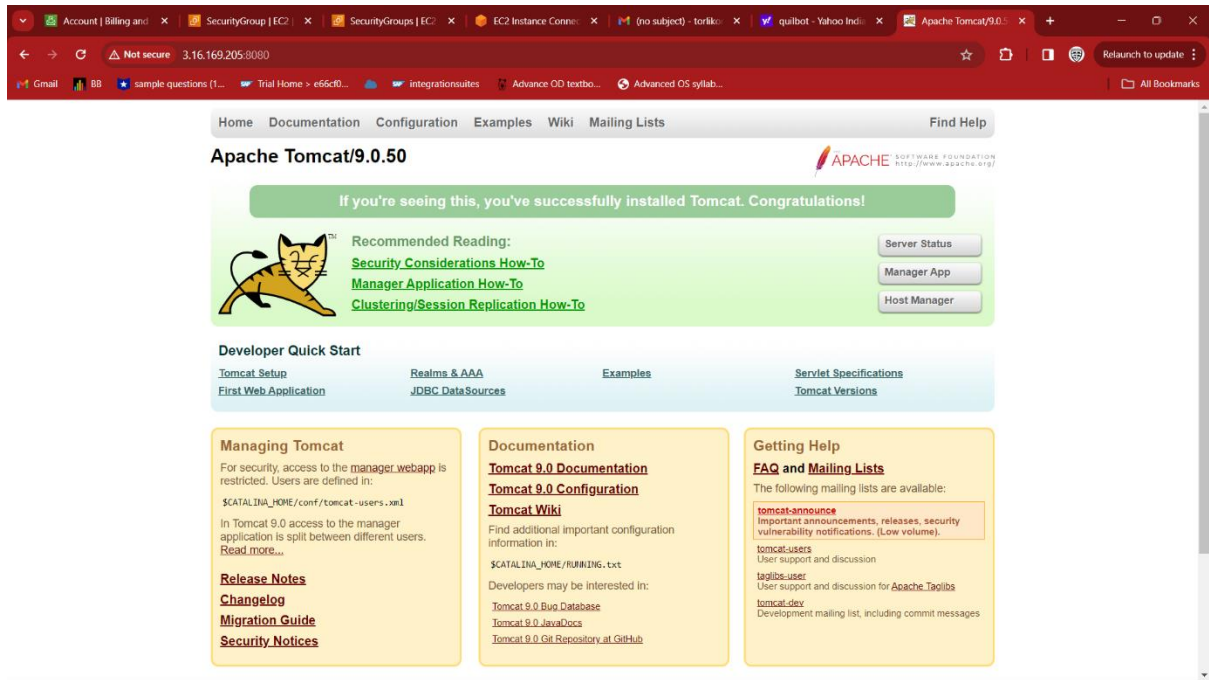 Account | Billing and
SecurityGroup | EC2 |
SecurityGroups | EC2
EC2 Instance Connec
(no subject) - torliko
quilbot - Yahoo India
Apache Tomcat/9.0.5
Not secure 3.16.169.205:8080
Relaunch to update
Gmail BB sample questions (1... Trial Home > e66cf0... integrationsuites Advance OD textbo... Advanced OS syllab... All Bookmarks
Home Documentation Configuration Examples Wiki Mailing Lists Find Help
Apache Tomcat/9.0.50
APACHE SOFTWARE FOUNDATION
http://www.apache.org/
If you're seeing this, you've successfully installed Tomcat. Congratulations!
TM
Recommended Reading:
Security Considerations How-To
Manager Application How-To
Clustering/Session Replication How-To
Server Status
Manager App
Host Manager
Developer Quick Start
Tomcat Setup
First Web Application
Realms & AAA
JDBC DataSources
Examples
Servlet Specifications
Tomcat Versions
Managing Tomcat
For security, access to the manager webapp is
restricted. Users are defined in:
$CATALINA_HOME/conf/tomcat-users.xml
In Tomcat 9.0 access to the manager
application is split between different users.
Read more...
Release Notes
Changelog
Migration Guide
Security Notices
Documentation
Tomcat 9.0 Documentation
Tomcat 9.0 Configuration
Tomcat Wiki
Find additional important configuration
information in:
$CATALINA_HOME/RUNNING.txt
Developers may be interested in:
Tomcat 9.0 Bug Database
Tomcat 9.0 JavaDocs
Tomcat 9.0 Git Repository at GitHub
Getting Help
FAQ and Mailing Lists
The following mailing lists are available:
tomcat-announce
Important announcements, releases, security
vulnerability notifications. (Low volume).
tomcat-users
User support and discussion
taglibs-user
User support and discussion for Apache Taglibs
tomcat-dev
Development mailing list, including commit messages